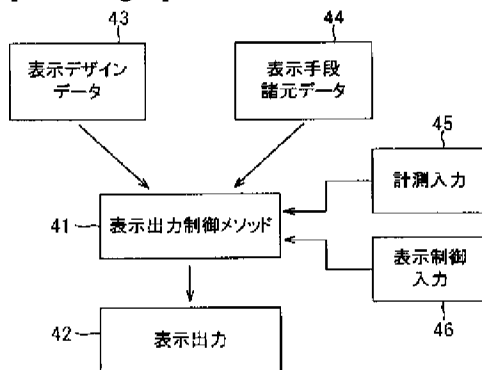 43
表示デザイン
データ
44
表示手段
諸元データ
45
計測入力
41
表示出力制御メソッド
表示制御
入力
46
42
表示出力